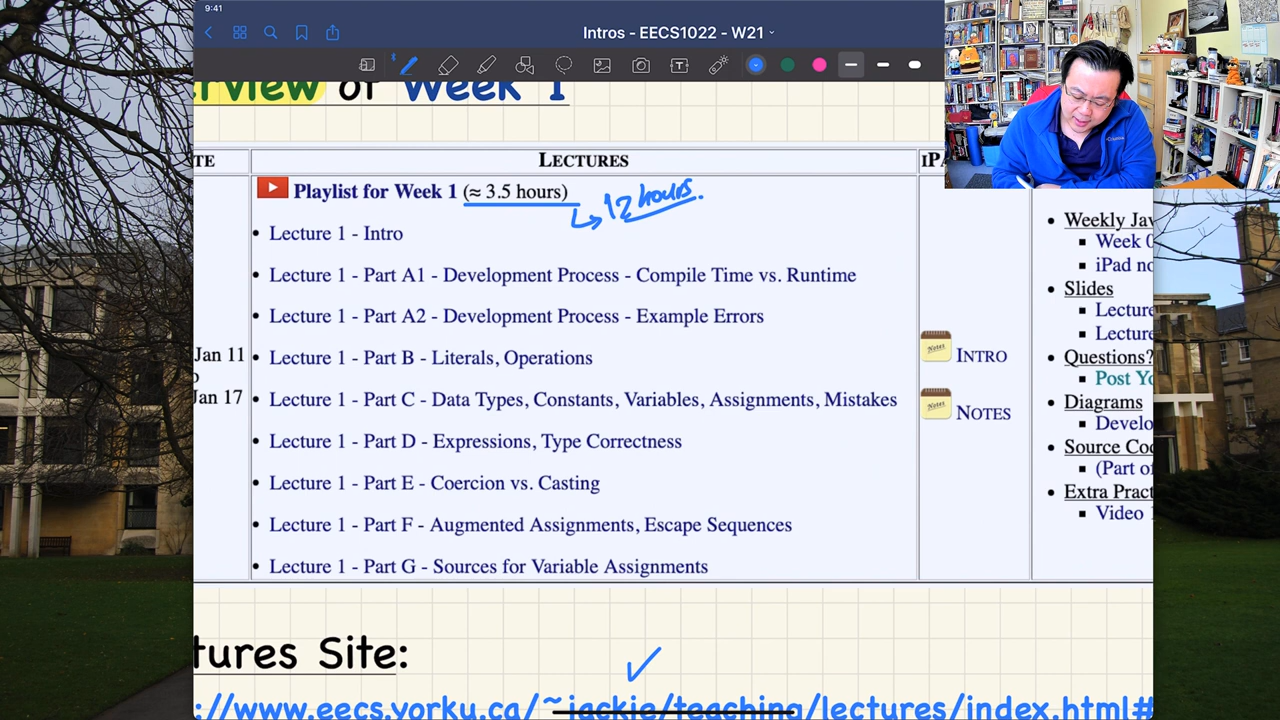 9:41
Intros - EECS1022 - W21
erview of Week 1
TE
LECTURES
iPA
Playlist for Week 1 (≈ 3.5 hours)
12 hours.
Lecture 1 - Intro
Lecture 1 - Part A1 - Development Process - Compile Time vs. Runtime
Lecture 1 - Part A2 - Development Process - Example Errors
Lecture 1 - Part B - Literals, Operations
Lecture 1 - Part C - Data Types, Constants, Variables, Assignments, Mistakes
Lecture 1 - Part D - Expressions, Type Correctness
Lecture 1 - Part E - Coercion vs. Casting
Lecture 1 - Part F - Augmented Assignments, Escape Sequences
Lecture 1 - Part G - Sources for Variable Assignments
Jan 11
Jan 17
Notes
INTRO
Notes
NOTES
Weekly Jav
Week 0
iPad no
Slides
Lecture
Lecture
Questions?
Post Yo
Diagrams
Develo
Source Co
(Part of
Extra Pract
Video 1
tures Site:
://www.eecs.yorku.ca/~jackie/teaching/lectures/index.html#